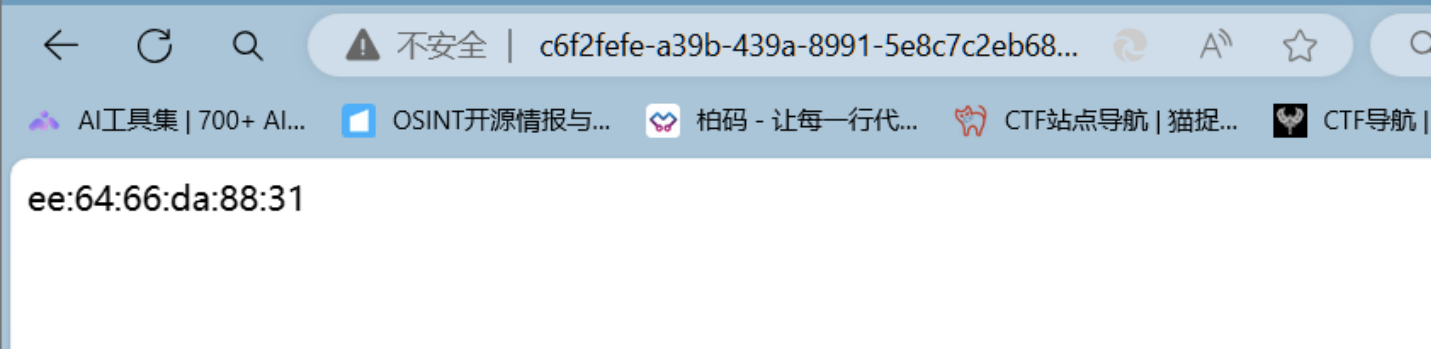 不安全 | c6f2fefe-a39b-439a-8991-5e8c7c2eb68...
AI工具集 | 700+ AI... OSINT开源情报与... 柏码 - 让每一行代... CTF站点导航 | 猫捉... CTF导航 |
ee:64:66:da:88:31